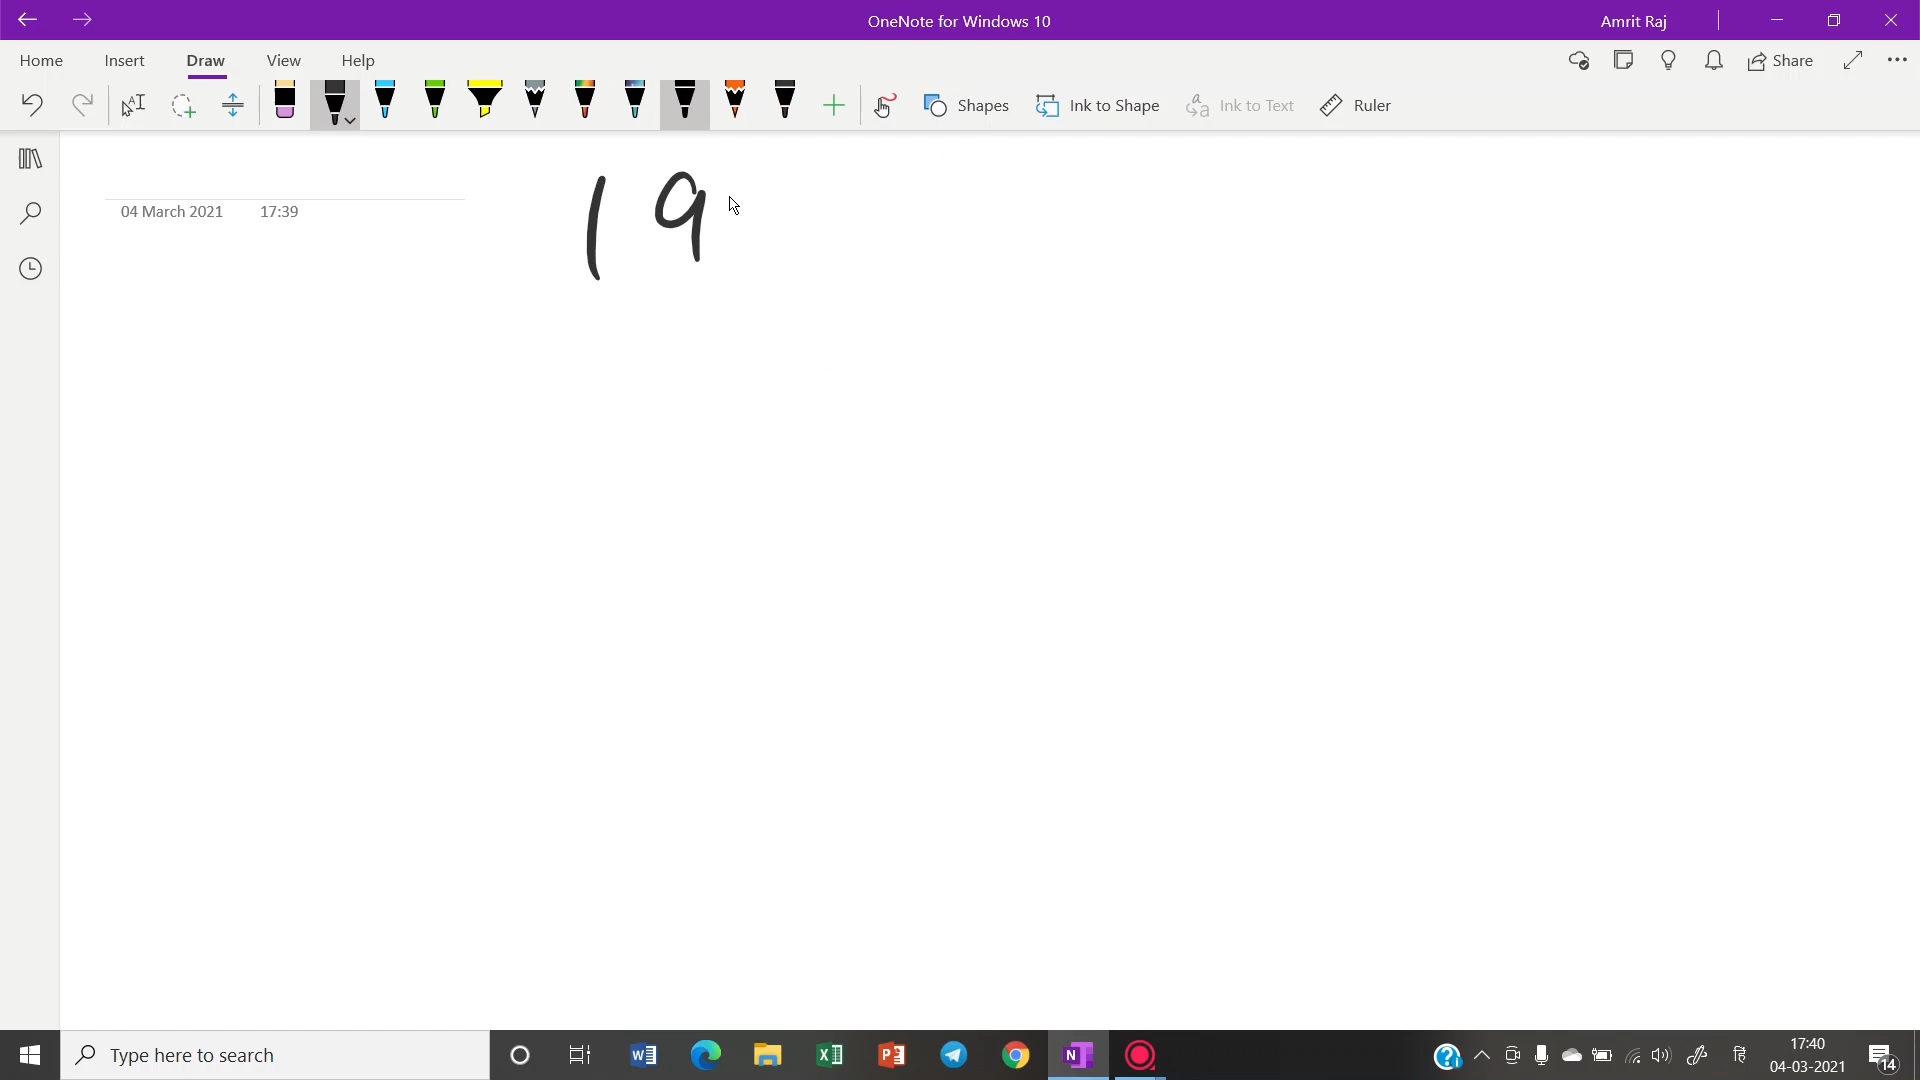 OneNote for Windows 10
Amrit Raj
Home
Insert
Draw
View
Help
Share
Shapes
Ink to Shape
Ink to Text
Ruler
04 March 2021 17:39
19
Type here to search
हि
17:40
04-03-2021
14